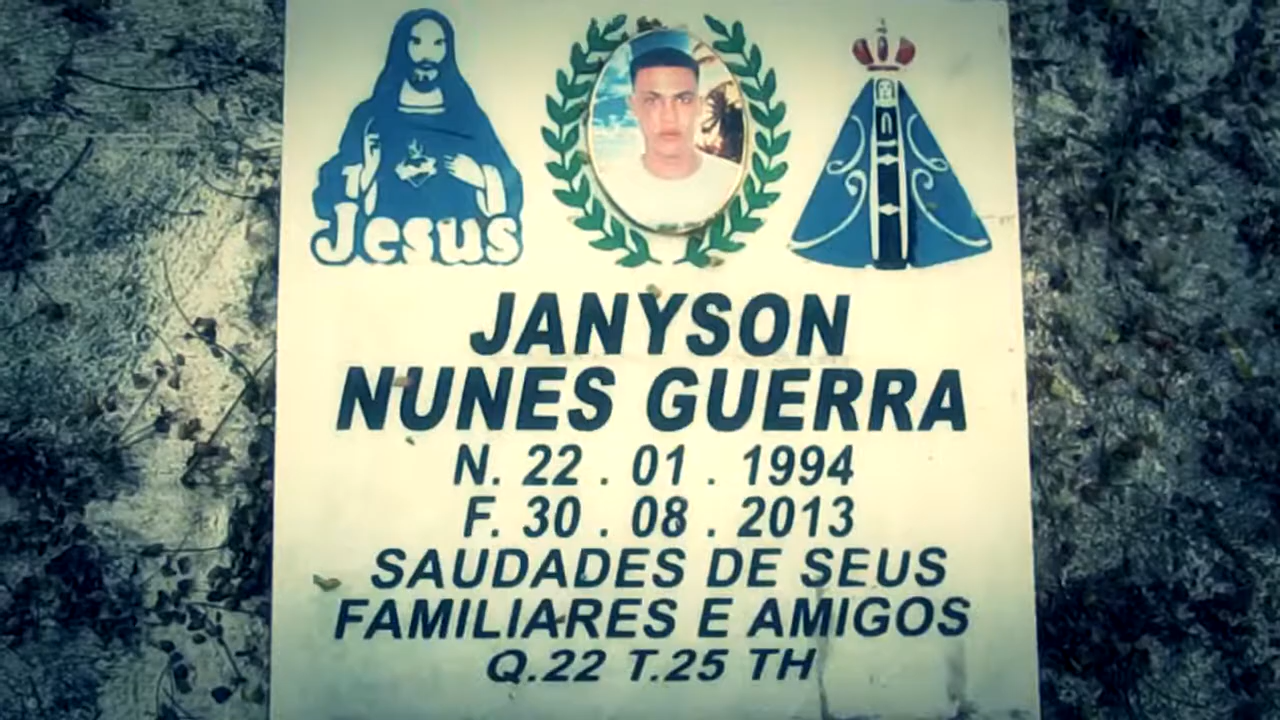 Jesus
JANYSON
NUNES GUERRA
N. 22 . 01 . 1994
F. 30 . 08 . 2013
SAUDADES DE SEUS
FAMILIARES E AMIGOS
Q.22 T.25 TH